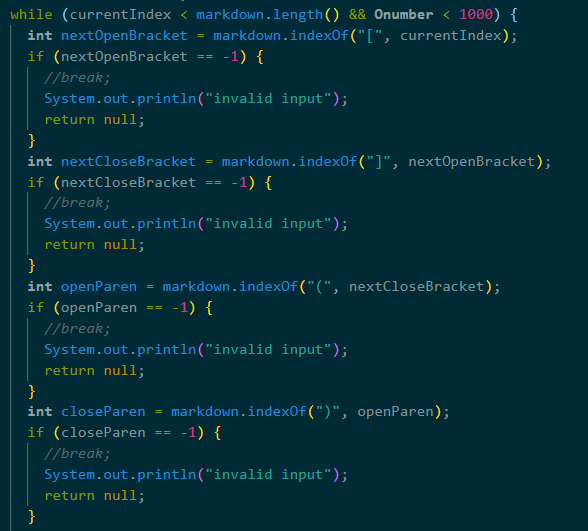 while (currentIndex < markdown.length() && Onumber < 1000) {
int nextOpenBracket = markdown.indexOf("[", currentIndex);
if (nextOpenBracket == -1) {
//break;
System.out.println("invalid input");
return null;
}
int nextCloseBracket = markdown.indexOf("]", nextOpenBracket);
if (nextCloseBracket == -1) {
//break;
System.out.println("invalid input");
return null;
}
int openParen = markdown.indexOf("(", nextCloseBracket);
if (openParen == -1) {
//break;
System.out.println("invalid input");
return null;
}
int closeParen = markdown.indexOf(")", openParen);
if (closeParen == -1) {
//break;
System.out.println("invalid input");
return null;
}